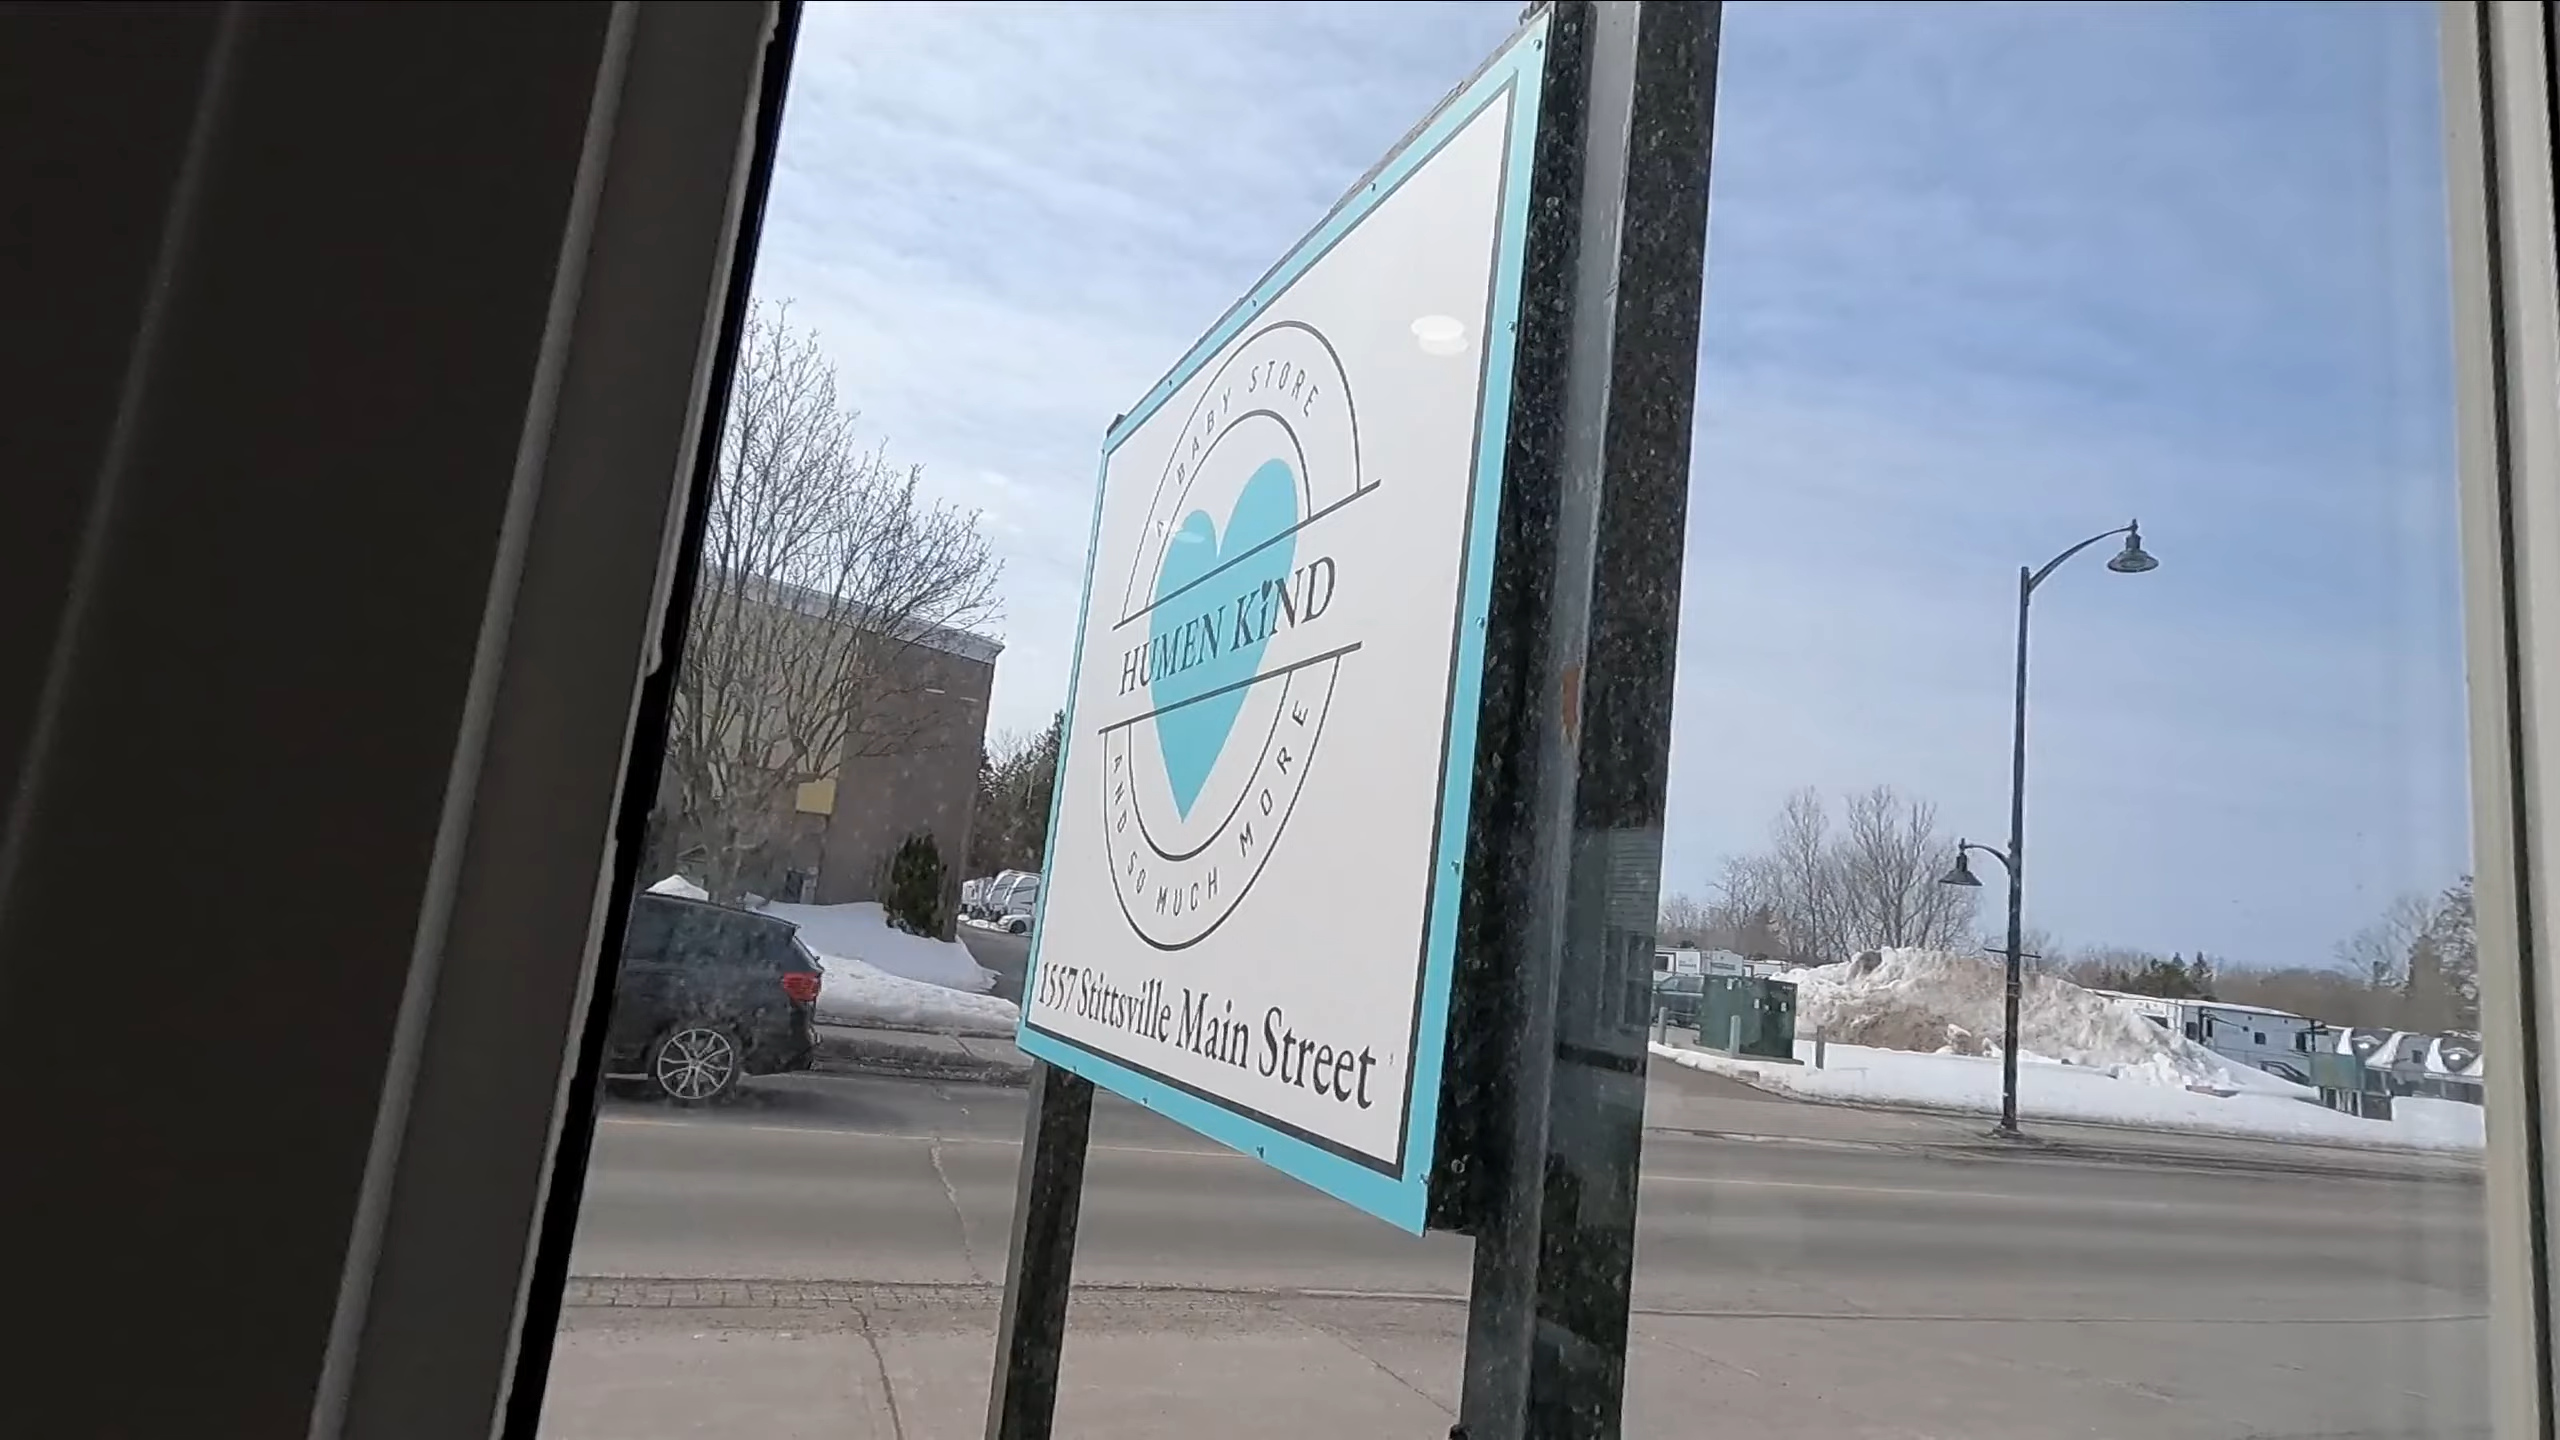 A BABY STORE
HUMEN KiND
AND SO MUCH MORE
1557 Stittsville Main Street